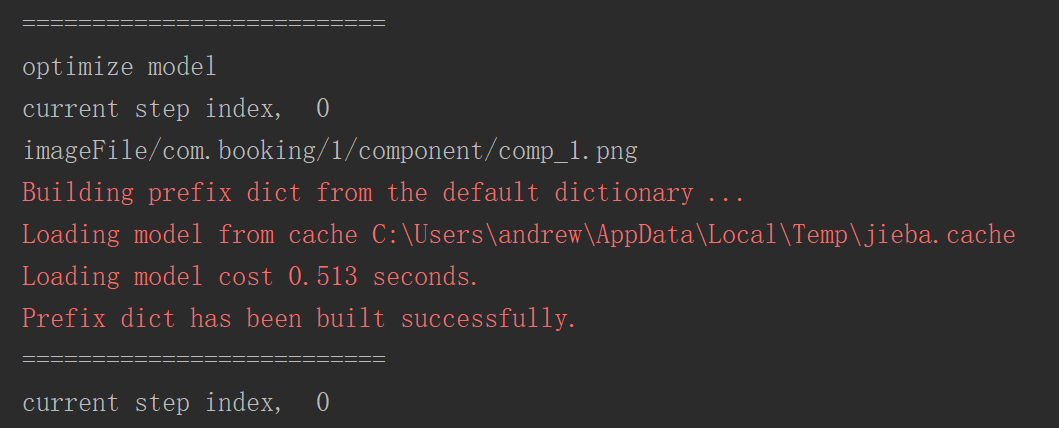 ==========================
optimize model
current step index,  0
imageFile/com.booking/1/component/comp_1.png
Building prefix dict from the default dictionary ...
Loading model from cache C:\Users\andrew\AppData\Local\Temp\jieba.cache
Loading model cost 0.513 seconds.
Prefix dict has been built successfully.
==========================
current step index,  0